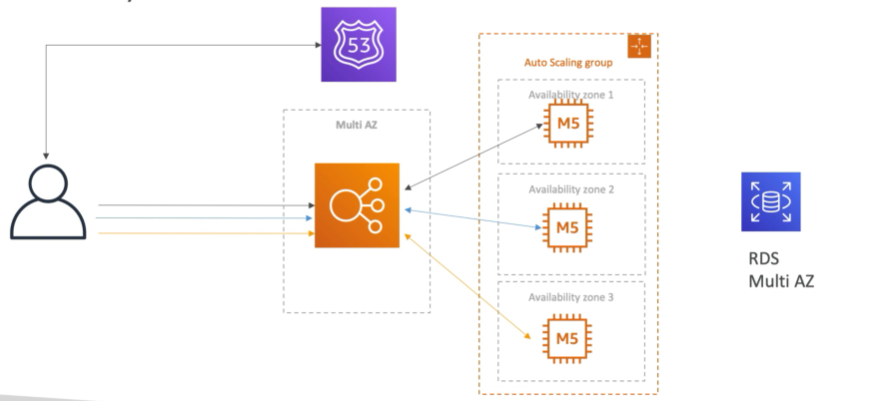 53
Auto Scaling group
Multi AZ
Availability zone 1
M5
Availability zone 2
M5
Availability zone 3
M5
RDS
Multi AZ